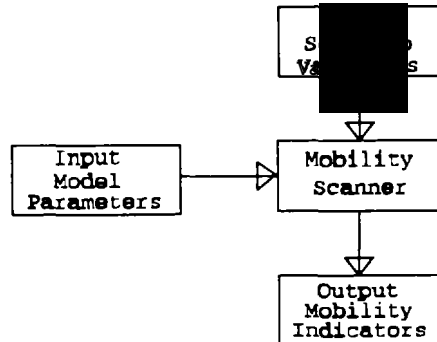 Input
Model
Parameters
Mobility
Scanner
Output
Mobility
Indicators